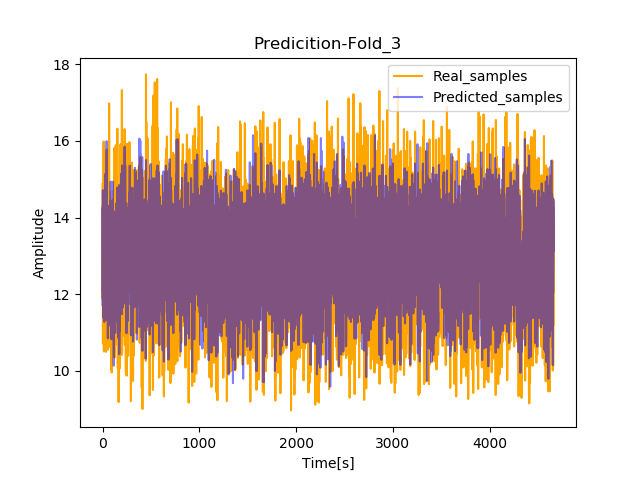 Predicition-Fold_3
Real_samples
Predicted_samples
18
16
14
12
10
Amplitude
0 1000 2000 3000 4000
Time[s]